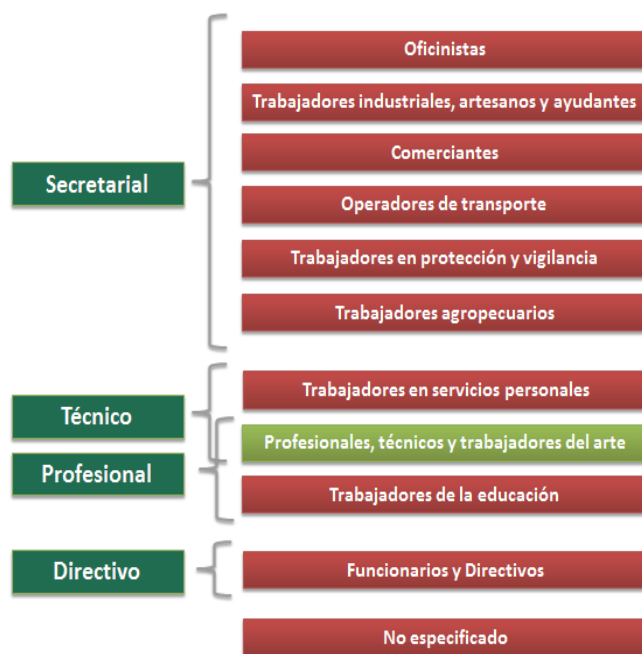 Secretarial
Oficinistas
Trabajadores industriales, artesanos y ayudantes
Comerciantes
Operadores de transporte
Trabajadores en protección y vigilancia
Trabajadores agropecuarios
Técnico
Trabajadores en servicios personales
Profesionales, técnicos y trabajadores del arte
Profesional
Trabajadores de la educación
Directivo
Funcionarios y Directivos
No especificado